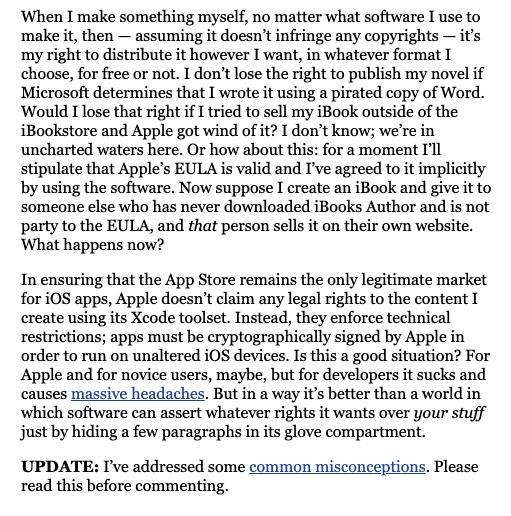 When I make something myself, no matter what software I use to
make it, then — assuming it doesn’t infringe any copyrights — it’s
my right to distribute it however I want, in whatever format I
choose, for free or not. I don’t lose the right to publish my novel if
Microsoft determines that I wrote it using a pirated copy of Word.
Would I lose that right if I tried to sell my iBook outside of the
iBookstore and Apple got wind of it? I don’t know; we’re in
uncharted waters here. Or how about this: for a moment I’ll
stipulate that Apple’s EULA is valid and I’ve agreed to it implicitly
by using the software. Now suppose I create an iBook and give it to
someone else who has never downloaded iBooks Author and is not
party to the EULA, and that person sells it on their own website.
What happens now?
In ensuring that the App Store remains the only legitimate market
for iOS apps, Apple doesn’t claim any legal rights to the content I
create using its Xcode toolset. Instead, they enforce technical
restrictions; apps must be cryptographically signed by Apple in
order to run on unaltered iOS devices. Is this a good situation? For
Apple and for novice users, maybe, but for developers it sucks and
causes massive headaches. But in a way it’s better than a world in
which software can assert whatever rights it wants over your stuff
just by hiding a few paragraphs in its glove compartment.
UPDATE: I’ve addressed some common misconceptions. Please
read this before commenting.